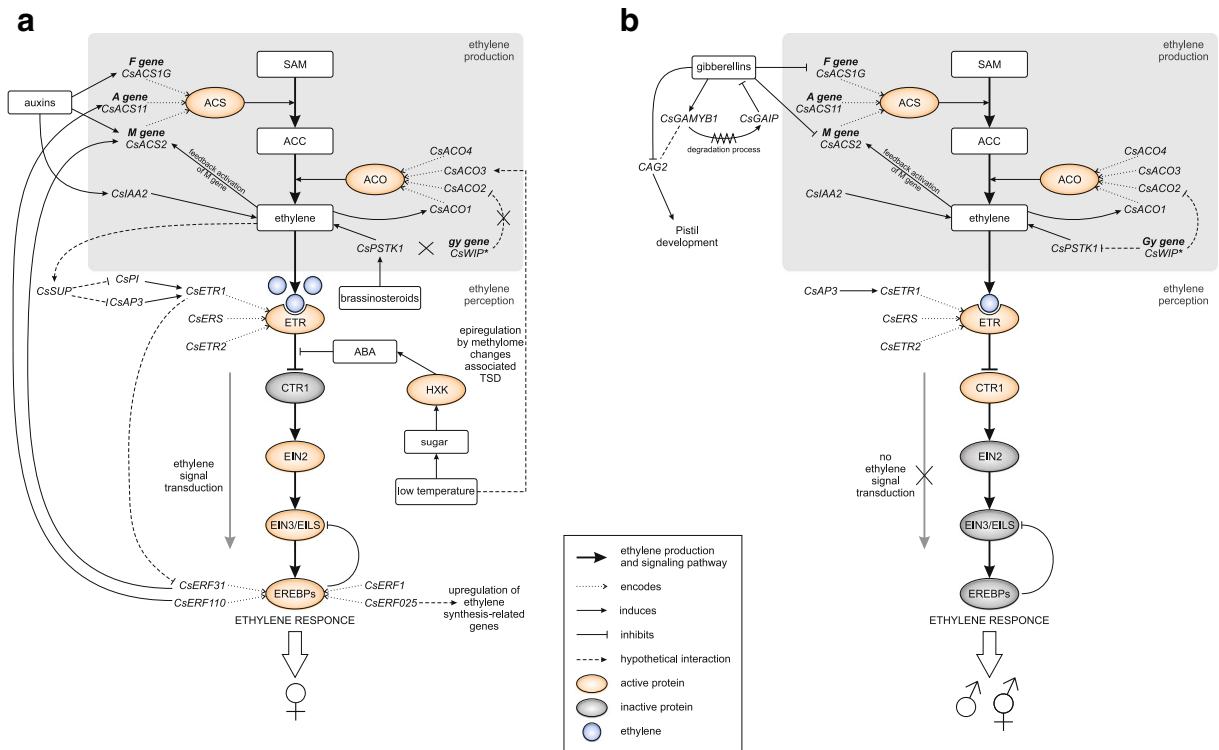 a
ethylene
production
F gene
CsACS1G
SAM
auxins
A gene
CsACS11
ACS
M gene
CsACS2
ACC
feedback activation
of M gene
ACO
CsACO4
CsACO3
CsACO2
CsACO1
CsIAA2
ethylene
CsPSTK1
gy gene
CsWIP*
CsSUP
CsPI
CsAP3
CsETR1
brassinosteroids
ethylene
perception
CsERS
ETR
CsETR2
epiregulation
by methylome
changes
associated
TSD
ABA
CTR1
HXK
sugar
EIN2
ethylene
signal
transduction
low temperature
EIN3/EILS
CsERF31
CsERF110
EREBPs
CsERF1
CsERF025
upregulation of
ethylene
synthesis-related
genes
ETHYLENE RESPONCE
b
ethylene
production
gibberellins
F gene
CsACS1G
SAM
A gene
CsACS11
ACS
CsGAMYB1
CsGAIP
M gene
CsACS2
degradation process
ACC
CAG2
feedback activation
of M gene
ACO
CsACO4
CsACO3
CsACO2
CsACO1
CsIAA2
ethylene
Pistil
development
CsPSTK1
Gy gene
CsWIP*
ethylene
perception
CsAP3
CsETR1
CsERS
ETR
CsETR2
CTR1
EIN2
no
ethylene
signal
transduction
EIN3/EILS
EREBPs
ETHYLENE RESPONCE
ethylene production
and signaling pathway
encodes
induces
inhibits
hypothetical interaction
active protein
inactive protein
ethylene